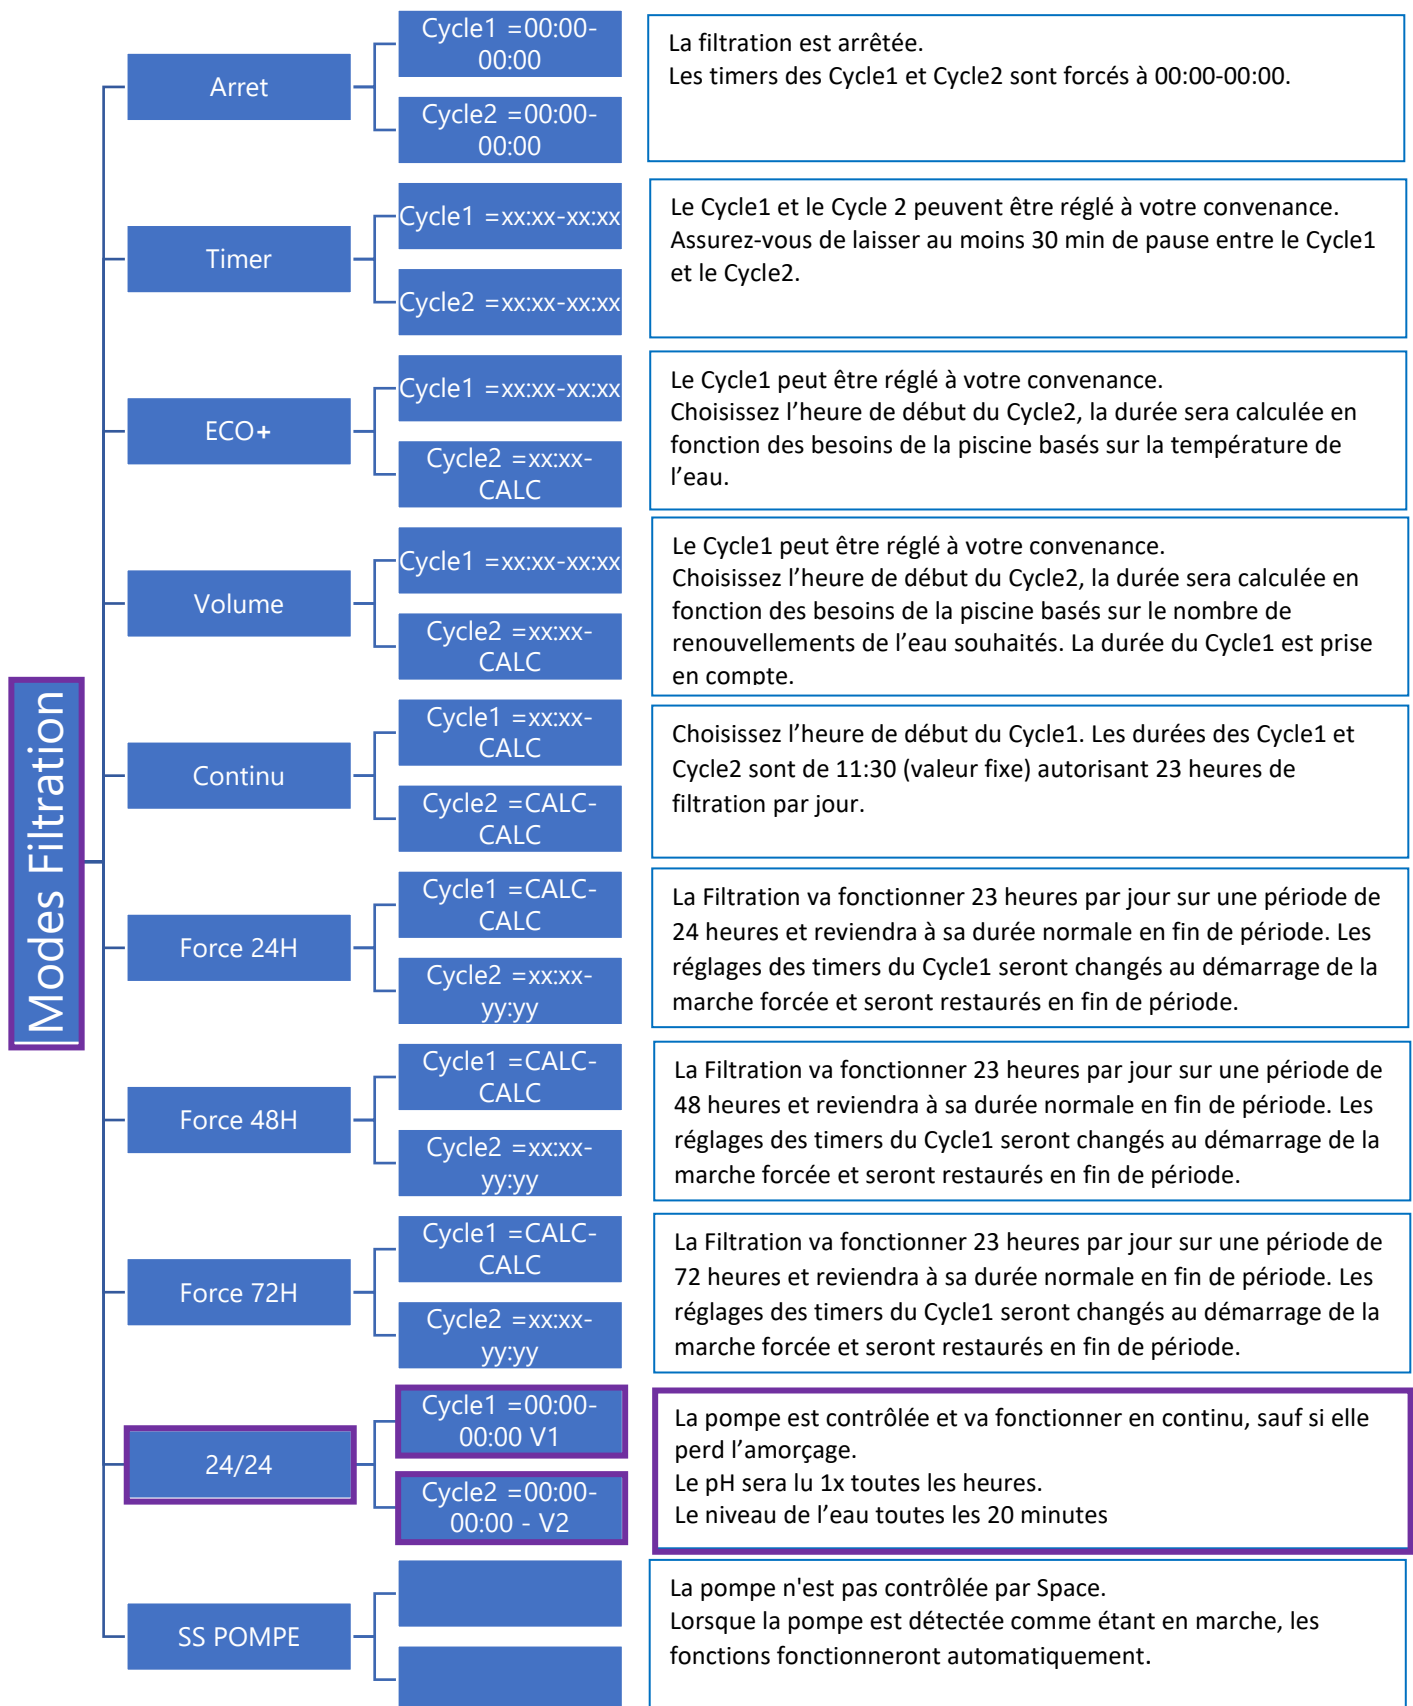 Modes Filtration
Arret
Cycle1 =00:00-
00:00
Cycle2 =00:00-
00:00
La filtration est arrêtée.
Les timers des Cycle1 et Cycle2 sont forcés à 00:00-00:00.
Timer
Cycle1 =xx:xx-xx:xx
Cycle2 =xx:xx-xx:xx
Le Cycle1 et le Cycle 2 peuvent être réglé à votre convenance.
Assurez-vous de laisser au moins 30 min de pause entre le Cycle1
et le Cycle2.
ECO+
Cycle1 =xx:xx-xx:xx
Cycle2 =xx:xx-
CALC
Le Cycle1 peut être réglé à votre convenance.
Choisissez l’heure de début du Cycle2, la durée sera calculée en
fonction des besoins de la piscine basés sur la température de
l’eau.
Volume
Cycle1 =xx:xx-xx:xx
Cycle2 =xx:xx-
CALC
Le Cycle1 peut être réglé à votre convenance.
Choisissez l’heure de début du Cycle2, la durée sera calculée en
fonction des besoins de la piscine basés sur le nombre de
renouvellements de l’eau souhaités. La durée du Cycle1 est prise
en compte.
Continu
Cycle1 =xx:xx-
CALC
Cycle2 =CALC-
CALC
Choisissez l’heure de début du Cycle1. Les durées des Cycle1 et
Cycle2 sont de 11:30 (valeur fixe) autorisant 23 heures de
filtration par jour.
Force 24H
Cycle1 =CALC-
CALC
Cycle2 =xx:xx-
yy:yy
La Filtration va fonctionner 23 heures par jour sur une période de
24 heures et reviendra à sa durée normale en fin de période. Les
réglages des timers du Cycle1 seront changés au démarrage de la
marche forcée et seront restaurés en fin de période.
Force 48H
Cycle1 =CALC-
CALC
Cycle2 =xx:xx-
yy:yy
La Filtration va fonctionner 23 heures par jour sur une période de
48 heures et reviendra à sa durée normale en fin de période. Les
réglages des timers du Cycle1 seront changés au démarrage de la
marche forcée et seront restaurés en fin de période.
Force 72H
Cycle1 =CALC-
CALC
Cycle2 =xx:xx-
yy:yy
La Filtration va fonctionner 23 heures par jour sur une période de
72 heures et reviendra à sa durée normale en fin de période. Les
réglages des timers du Cycle1 seront changés au démarrage de la
marche forcée et seront restaurés en fin de période.
24/24
Cycle1 =00:00-
00:00 V1
Cycle2 =00:00-
00:00 - V2
La pompe est contrôlée et va fonctionner en continu, sauf si elle
perd l’amorçage.
Le pH sera lu 1x toutes les heures.
Le niveau de l’eau toutes les 20 minutes
SS POMPE
La pompe n'est pas contrôlée par Space.
Lorsque la pompe est détectée comme étant en marche, les
fonctions fonctionneront automatiquement.